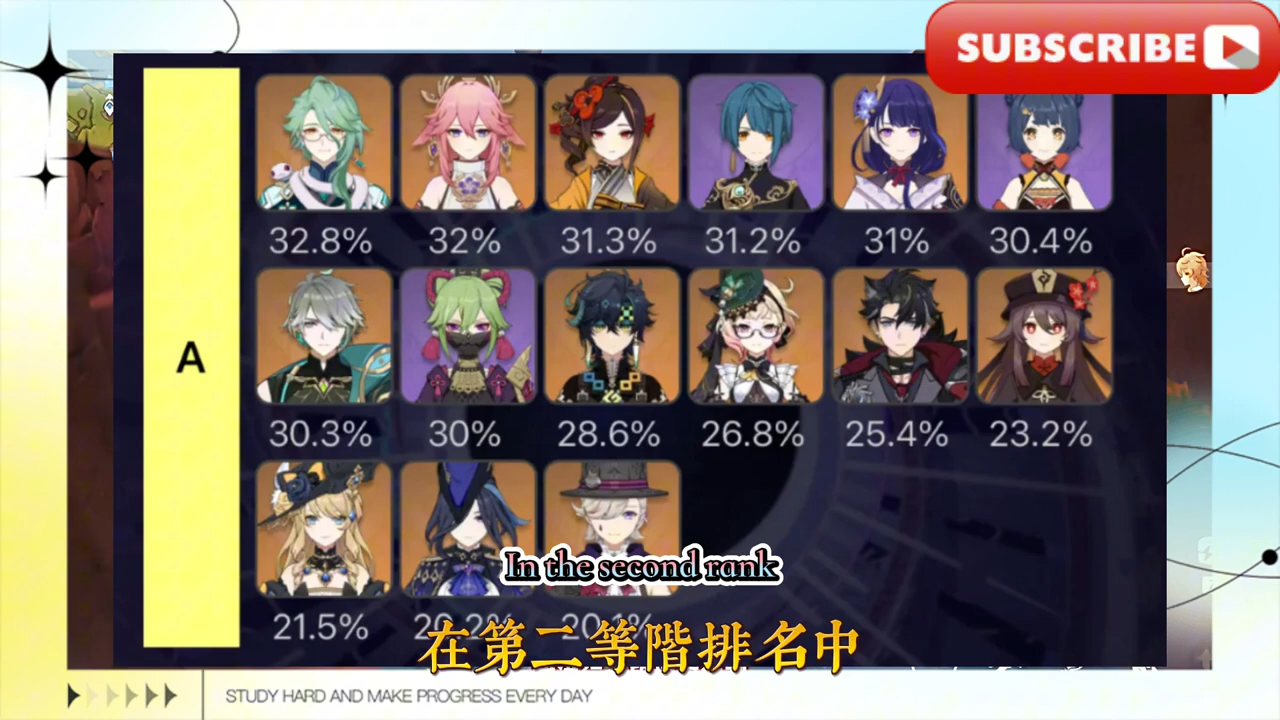 SUBSCRIBE
32.8% 32% 31.3% 31.2% 31% 30.4%
A
30.3% 30% 28.6% 26.8% 25.4% 23.2%
In the second rank
21.5% 20.2%
在第二等階排名中
STUDY HARD AND MAKE PROGRESS EVERY DAY